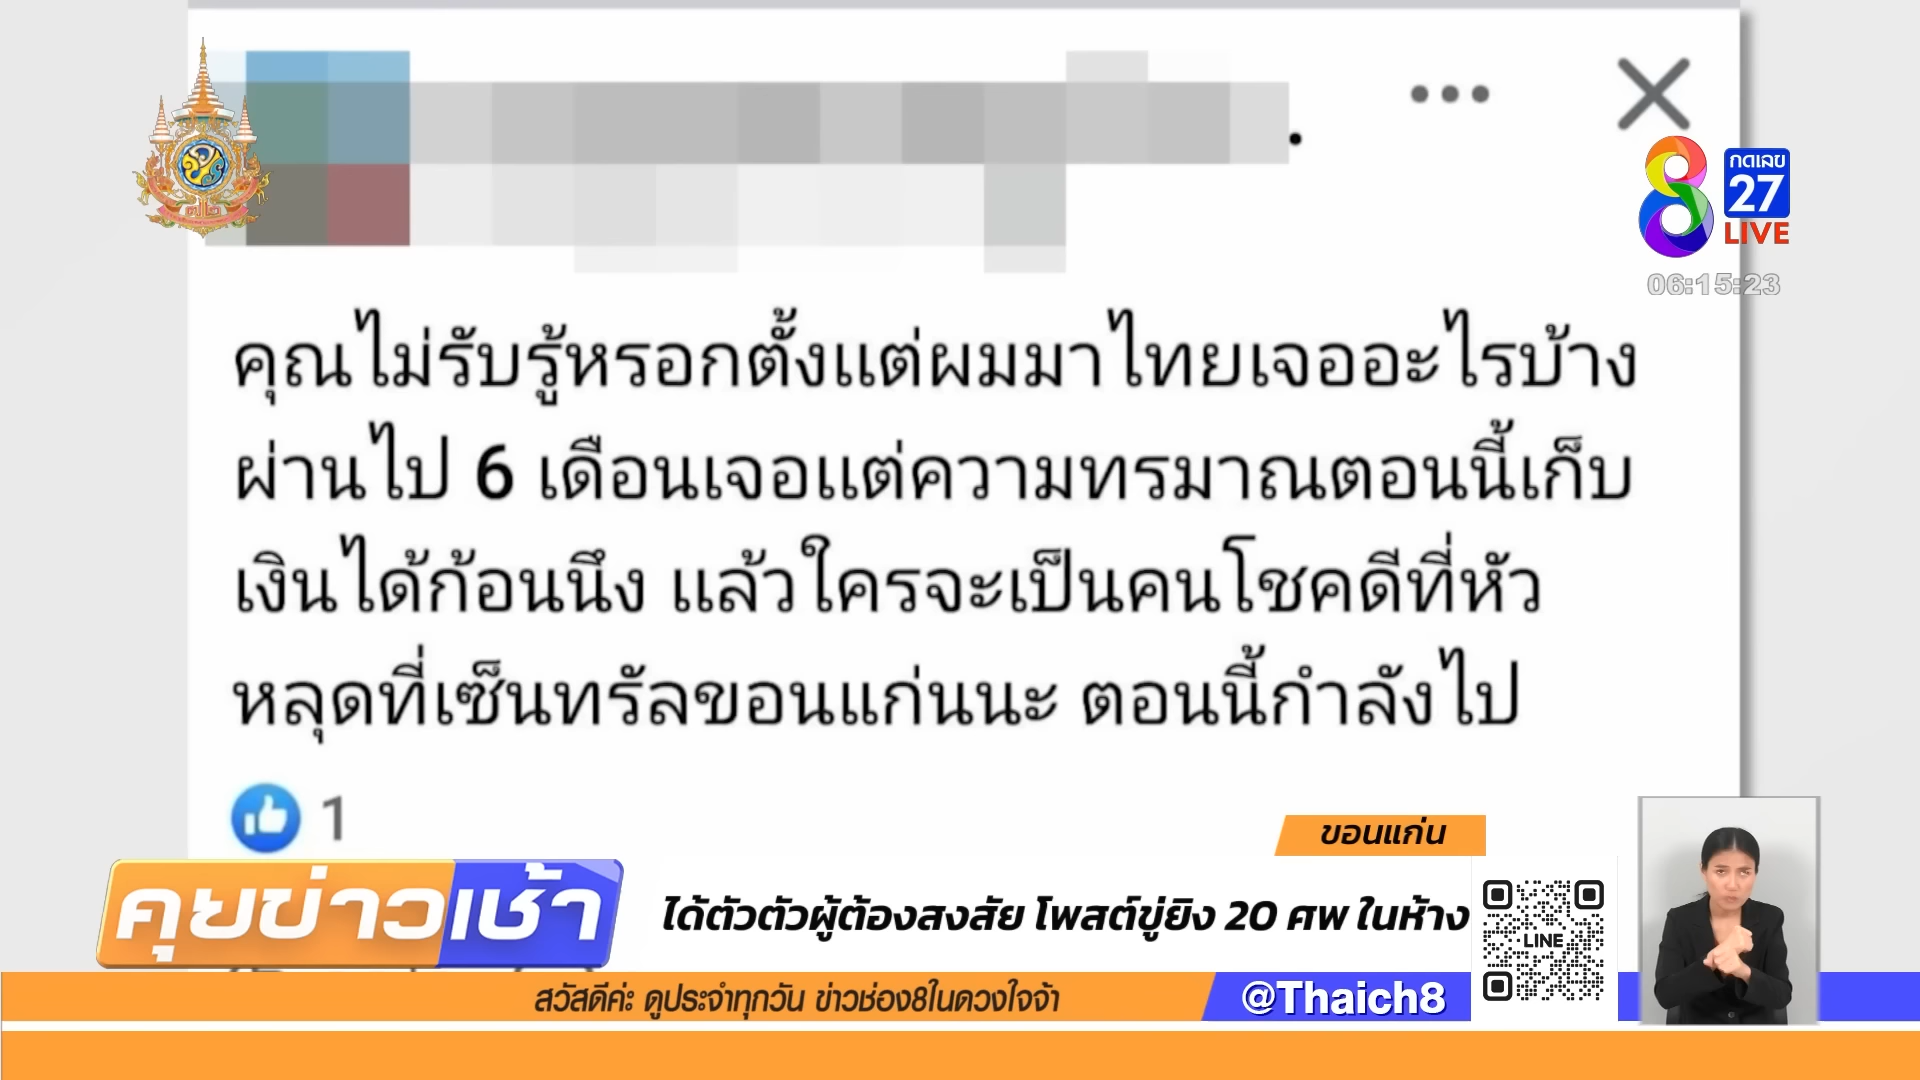 กดเลข
27
LIVE
06:15:23
คุณไม่รับรู้หรอกตั้งแต่ผมมาไทยเจออะไรบ้าง
ผ่านไป 6 เดือนเจอแต่ความทรมาณตอนนี้เก็บ
เงินได้ก้อนนึง แล้วใครจะเป็นคนโชคดีที่หัว
หลุดที่เซ็นทรัลขอนแก่นนะ ตอนนี้กำลังไป
1
ขอนแก่น
คุยข่าวเช้า
ได้ตัวตัวผู้ต้องสงสัย โพสต์ขู่ยิง 20 ศพ ในห้าง
LINE
สวัสดีค่ะ ดูประจำทุกวัน ข่าวช่อง8ในดวงใจจ้า
@Thaich8